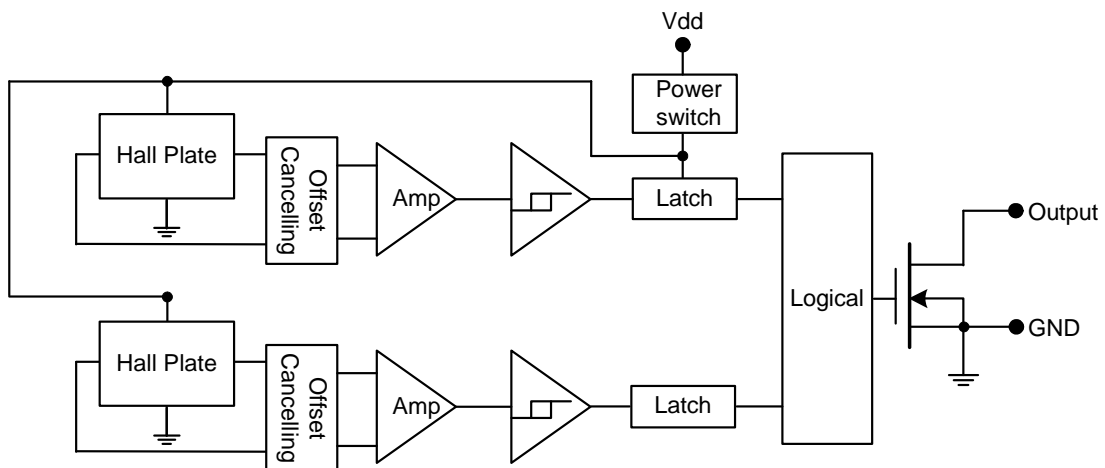 Vdd
Power
switch
Hall Plate
Offset
Cancelling
Amp
Latch
Output
Logical
GND
Hall Plate
Offset
Cancelling
Amp
Latch